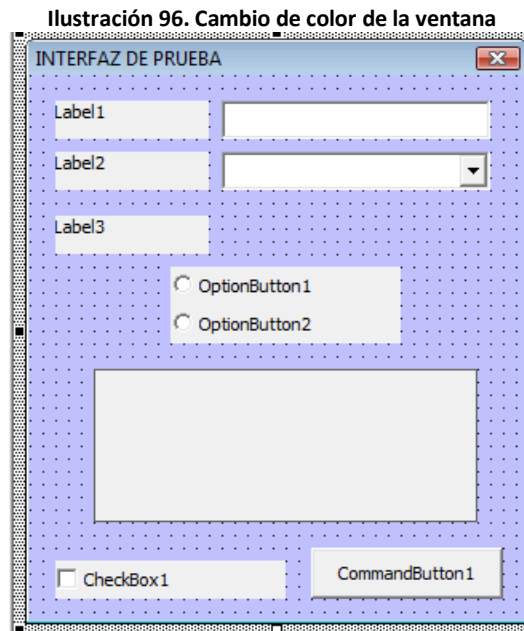 Ilustración 96. Cambio de color de la ventana
INTERFAZ DE PRUEBA
Label1
Label2
Label3
OptionButton1
OptionButton2
CheckBox1
CommandButton1